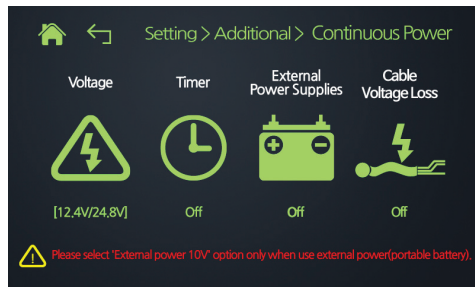 Setting > Additional > Continuous Power
Voltage
Timer
External
Power Supplies
Cable
Voltage Loss
[12.4V/24.8V]
Off
Off
Off
Please select 'External power 10V' option only when use external power(portable battery).